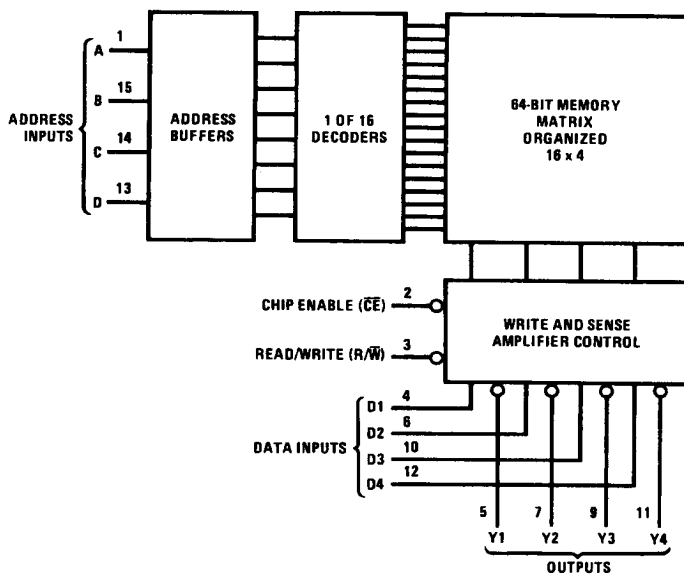 A 1
B 15
C 14
D 13
ADDRESS
INPUTS
ADDRESS
BUFFERS
1 OF 16
DECODERS
64-BIT MEMORY
MATRIX
ORGANIZED
16 x 4
CHIP ENABLE (C̅E̅) 2
READ/WRITE (R/W̅) 3
WRITE AND SENSE
AMPLIFIER CONTROL
DATA INPUTS
D1 4
D2 6
D3 10
D4 12
5 7 9 11
Y1 Y2 Y3 Y4
OUTPUTS